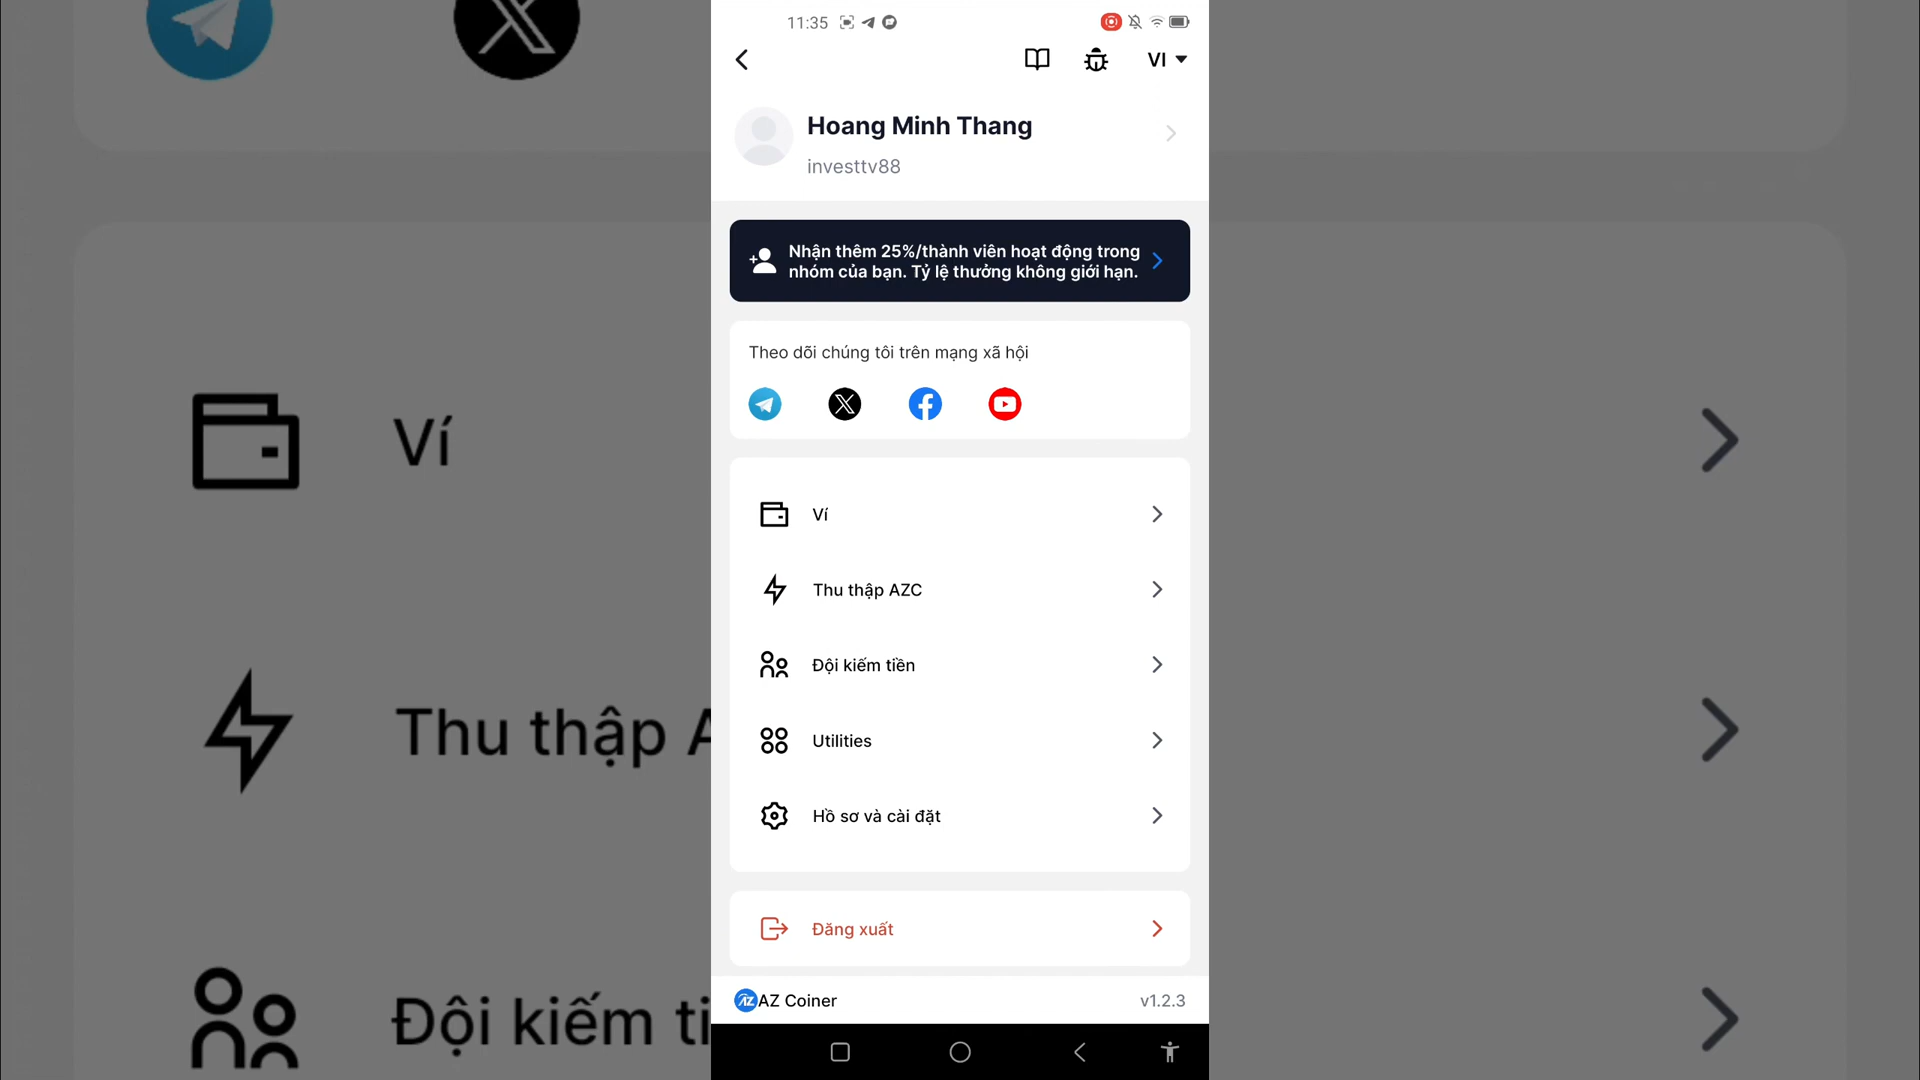 11:35
VI
Hoang Minh Thang
investtv88
Nhận thêm 25%/thành viên hoạt động trong
nhóm của bạn. Tỷ lệ thưởng không giới hạn.
Theo dõi chúng tôi trên mạng xã hội
Ví
Thu thập AZC
Đội kiếm tiền
Utilities
Hồ sơ và cài đặt
Đăng xuất
AZ Coiner
v1.2.3
Ví
Thu thập A
Đội kiếm ti